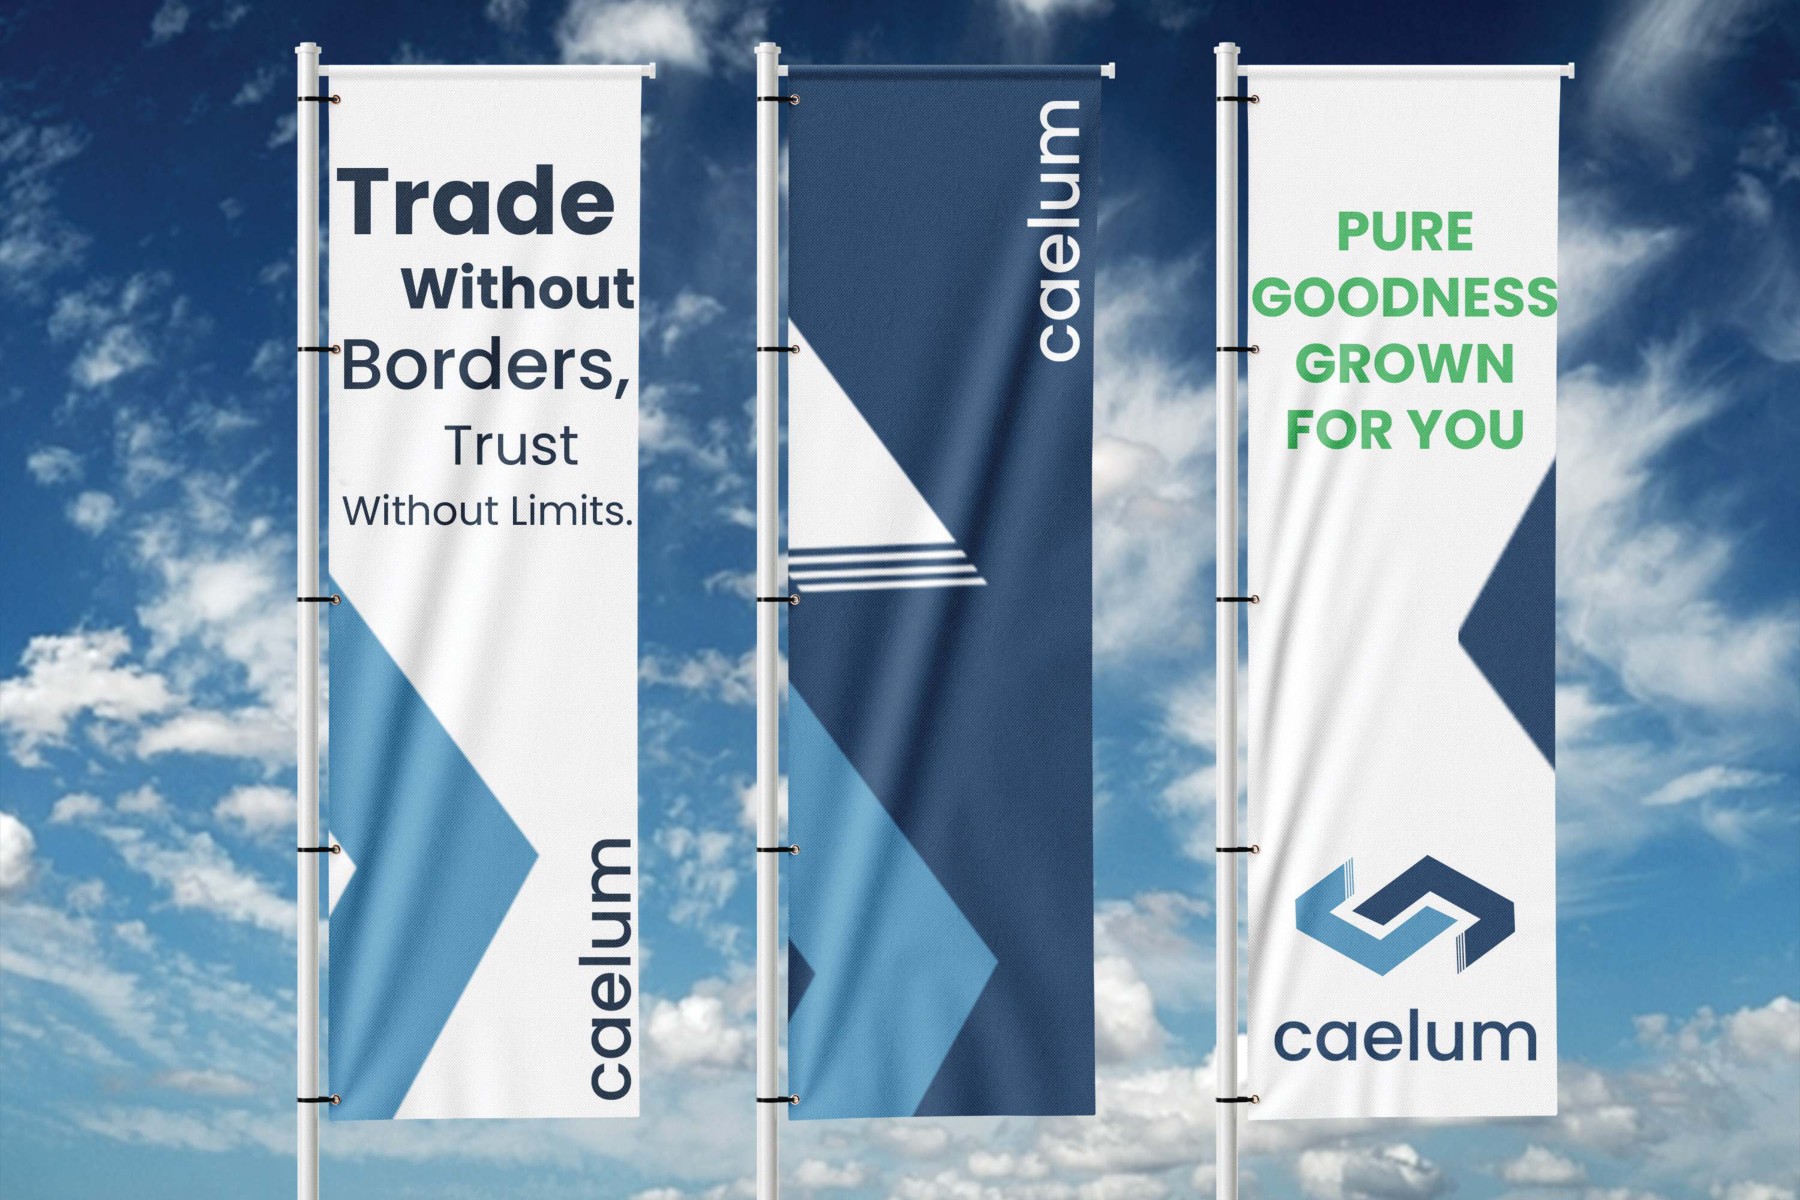 Trade
Without
Borders,
Trust
Without Limits.
caelum
caelum
PURE
GOODNESS
GROWN
FOR YOU
caelum